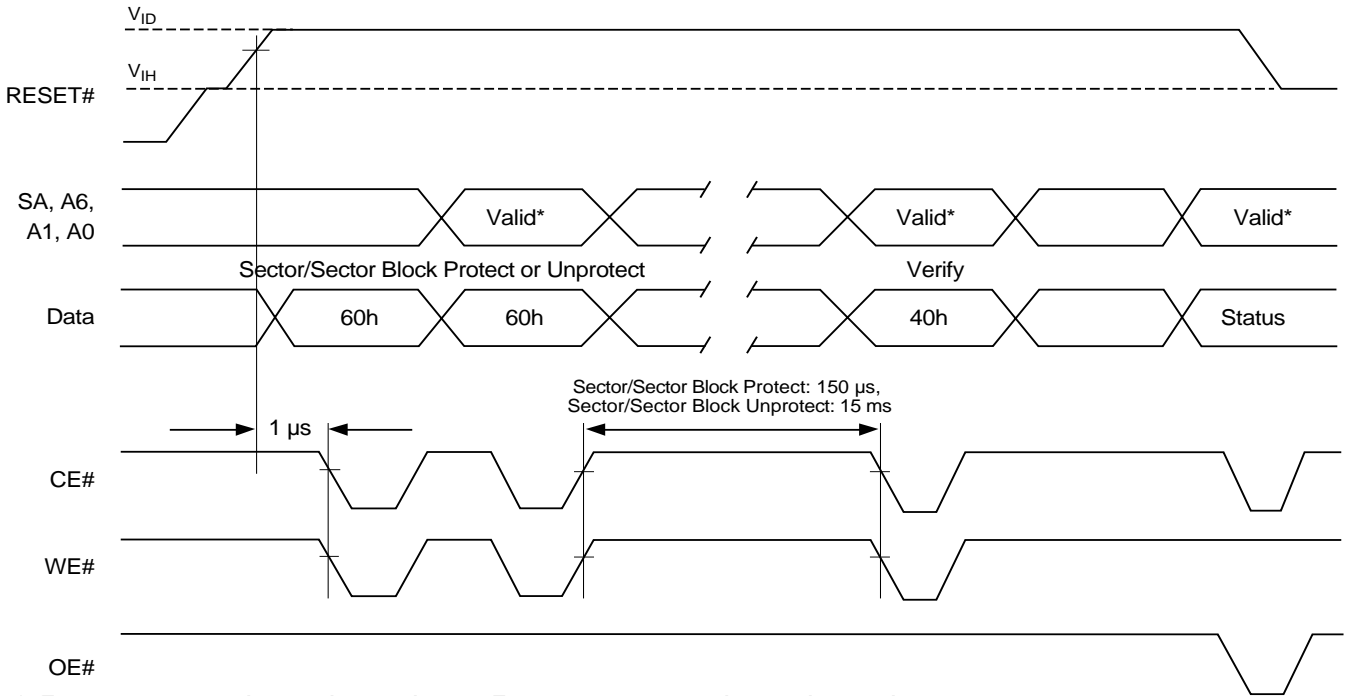 VID
VIH
RESET#
SA, A6,
A1, A0
Valid*
Valid*
Valid*
Sector/Sector Block Protect or Unprotect
Verify
Data
60h
60h
40h
Status
Sector/Sector Block Protect: 150 µs,
Sector/Sector Block Unprotect: 15 ms
1 µs
CE#
WE#
OE#